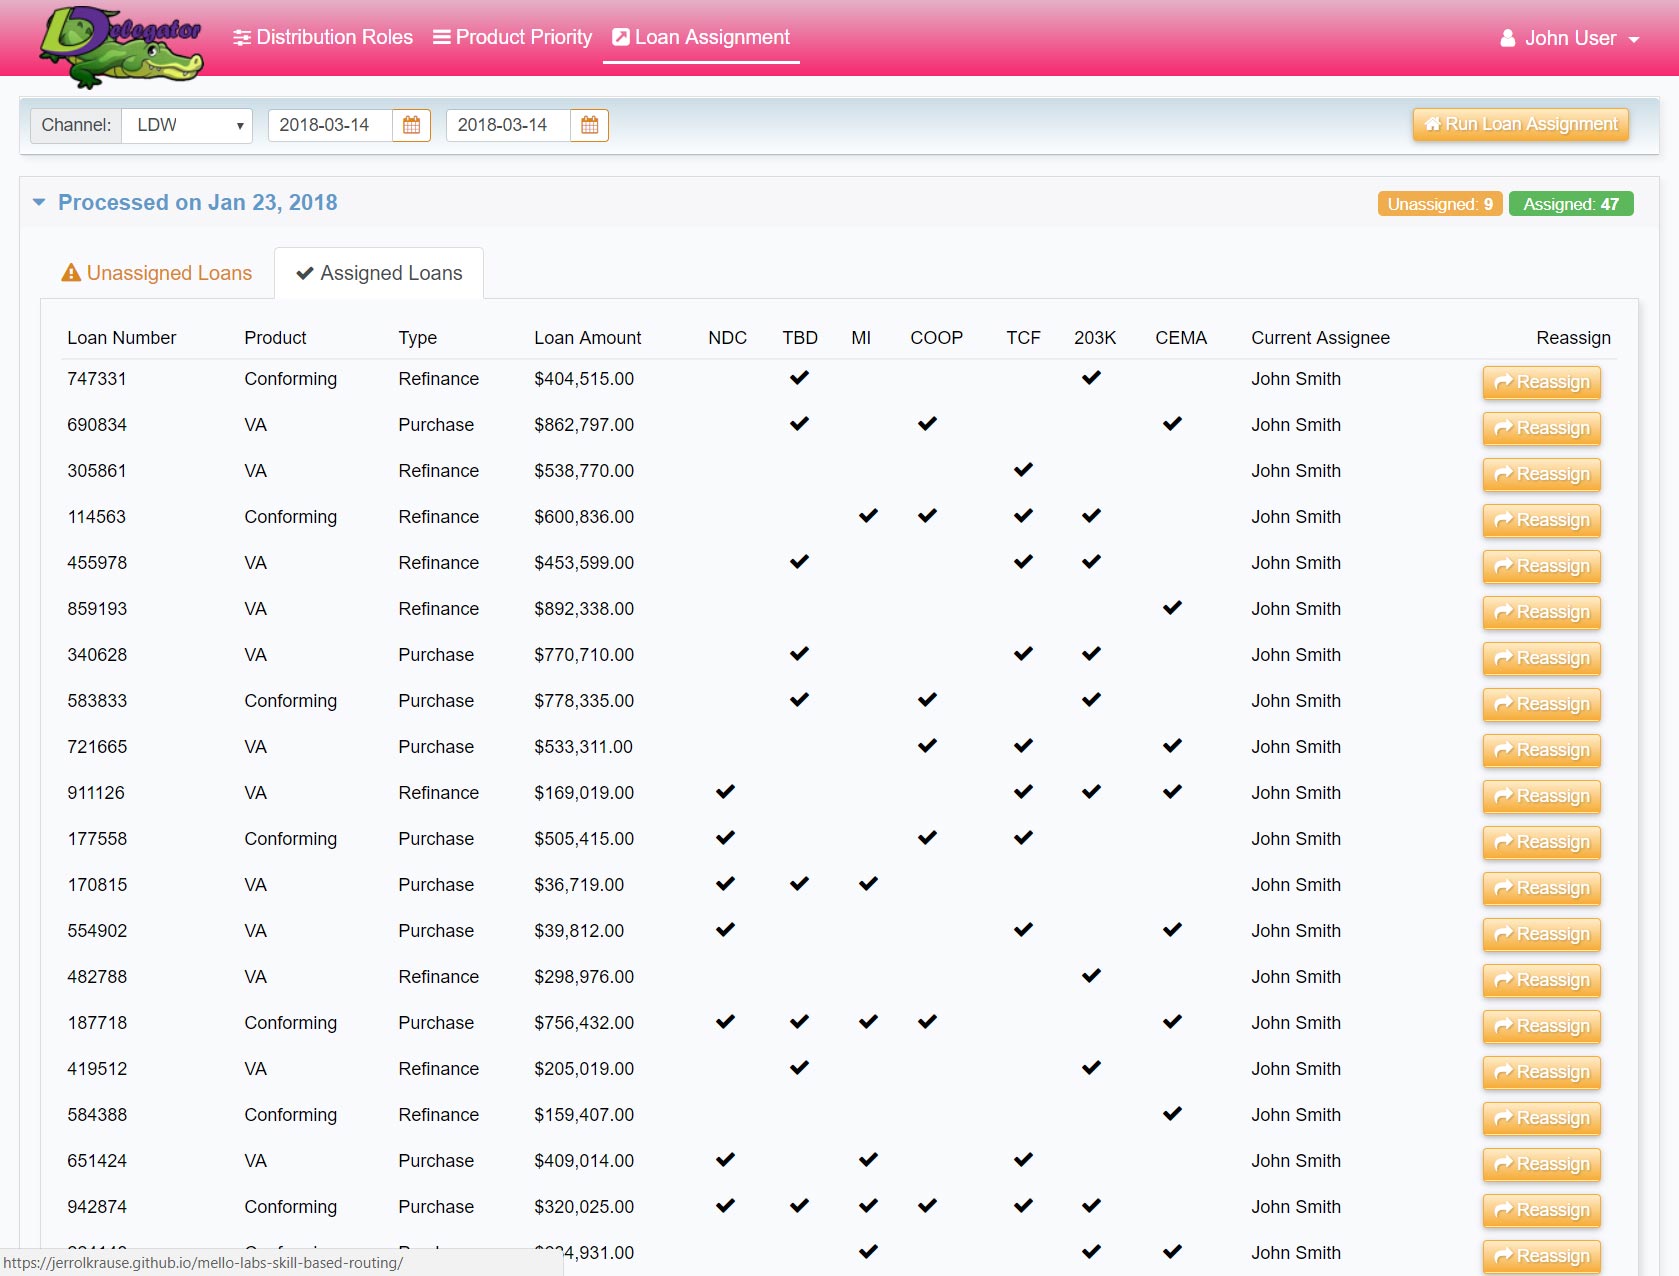 Delegator
Distribution Roles Product Priority Loan Assignment John User
Channel: LDW 2018-03-14 2018-03-14 Run Loan Assignment
Processed on Jan 23, 2018 Unassigned: 9 Assigned: 47
Unassigned Loans Assigned Loans
Loan Number Product Type Loan Amount NDC TBD MI COOP TCF 203K CEMA Current Assignee Reassign
747331 Conforming Refinance $404,515.00 ✔ ✔ John Smith Reassign
690834 VA Purchase $862,797.00 ✔ ✔ ✔ John Smith Reassign
305861 VA Refinance $538,770.00 ✔ John Smith Reassign
114563 Conforming Refinance $600,836.00 ✔ ✔ ✔ ✔ John Smith Reassign
455978 VA Refinance $453,599.00 ✔ ✔ ✔ John Smith Reassign
859193 VA Refinance $892,338.00 ✔ John Smith Reassign
340628 VA Purchase $770,710.00 ✔ ✔ ✔ John Smith Reassign
583833 Conforming Purchase $778,335.00 ✔ ✔ ✔ John Smith Reassign
721665 VA Purchase $533,311.00 ✔ ✔ ✔ John Smith Reassign
911126 VA Refinance $169,019.00 ✔ ✔ ✔ ✔ John Smith Reassign
177558 Conforming Purchase $505,415.00 ✔ ✔ ✔ John Smith Reassign
170815 VA Purchase $36,719.00 ✔ ✔ ✔ John Smith Reassign
554902 VA Purchase $39,812.00 ✔ ✔ ✔ John Smith Reassign
482788 VA Refinance $298,976.00 ✔ John Smith Reassign
187718 Conforming Purchase $756,432.00 ✔ ✔ ✔ ✔ ✔ John Smith Reassign
419512 VA Refinance $205,019.00 ✔ ✔ John Smith Reassign
584388 Conforming Refinance $159,407.00 ✔ John Smith Reassign
651424 VA Purchase $409,014.00 ✔ ✔ ✔ John Smith Reassign
942874 Conforming Purchase $320,025.00 ✔ ✔ ✔ ✔ ✔ ✔ John Smith Reassign
4,931.00 ✔ ✔ ✔ John Smith Reassign
https://jerrolkrause.github.io/mello-labs-skill-based-routing/